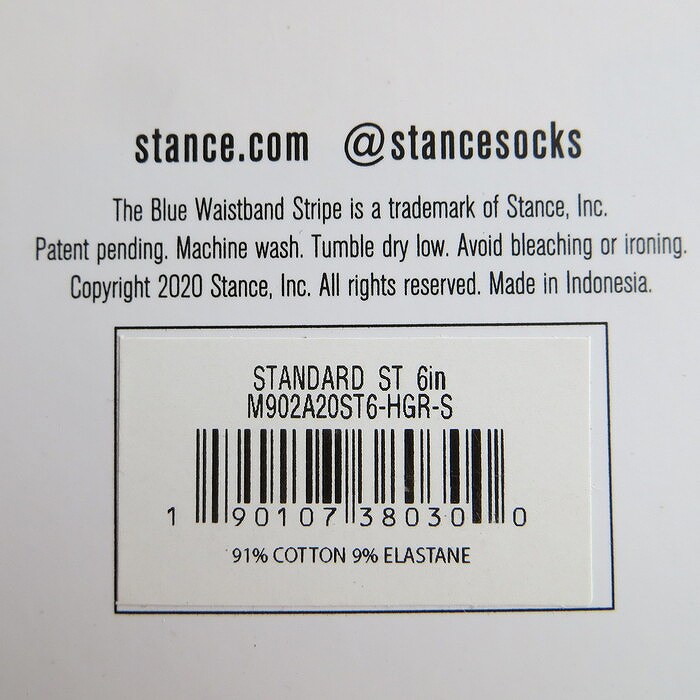 stance.com @stancesocks
The Blue Waistband Stripe is a trademark of Stance, Inc.
Patent pending. Machine wash. Tumble dry low. Avoid bleaching or ironing.
Copyright 2020 Stance, Inc. All rights reserved. Made in Indonesia.
STANDARD ST 6in
M902A20ST6-HGR-S
1 90107 38030 0
91% COTTON 9% ELASTANE